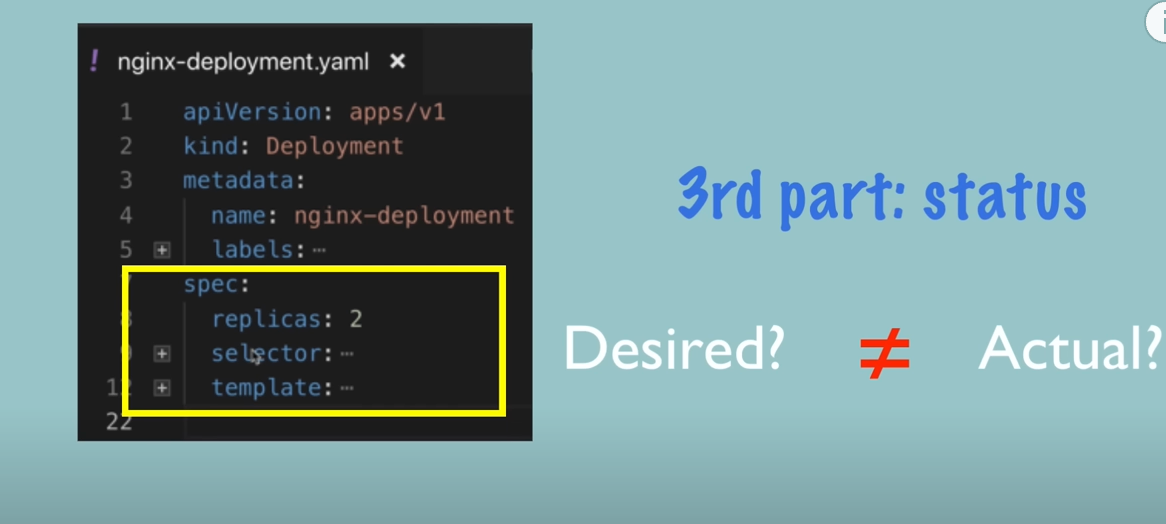 ! nginx-deployment.yaml ×
1 apiVersion: apps/v1
2 kind: Deployment
3 metadata:
4 name: nginx-deployment
5 labels: ···
7 spec:
8 replicas: 2
9 selector: ···
12 template: ···
22
3rd part: status
Desired? ≠ Actual?